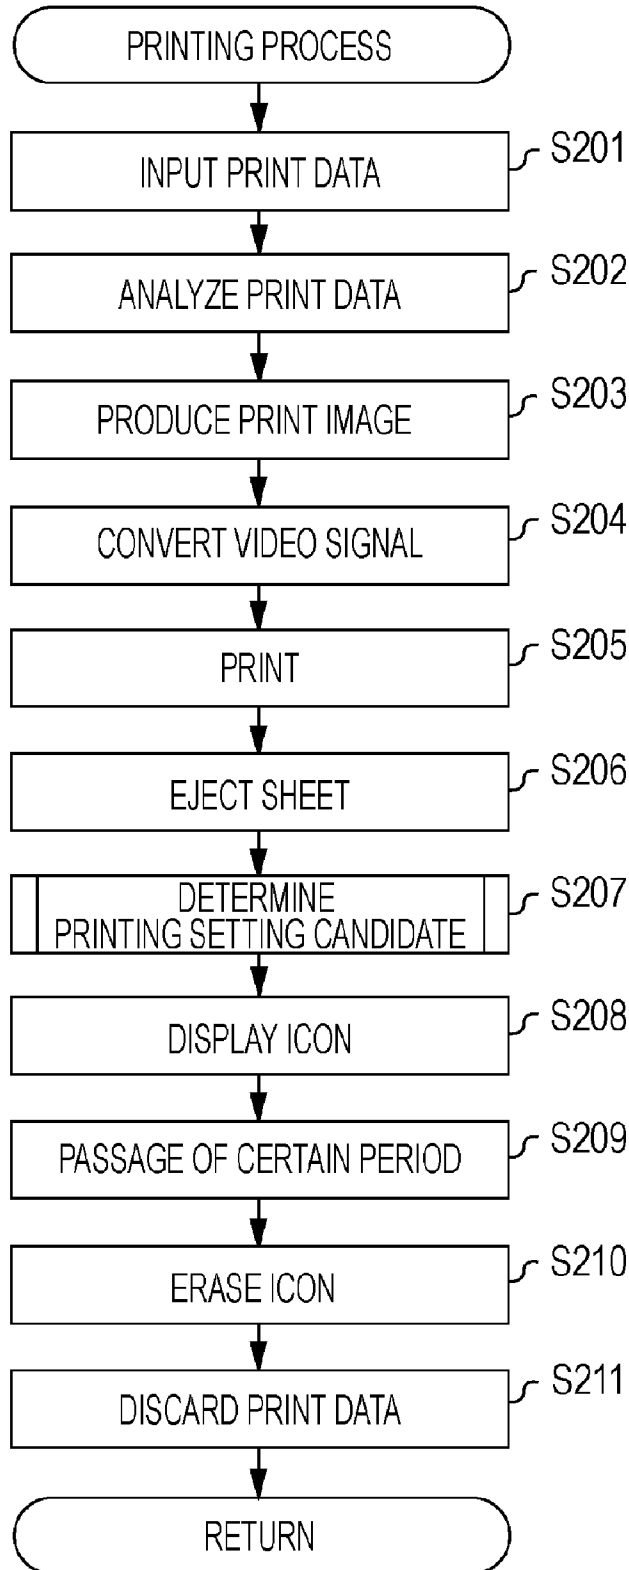 PRINTING PROCESS
INPUT PRINT DATA
S201
ANALYZE PRINT DATA
S202
PRODUCE PRINT IMAGE
S203
CONVERT VIDEO SIGNAL
S204
PRINT
S205
EJECT SHEET
S206
DETERMINE
PRINTING SETTING CANDIDATE
S207
DISPLAY ICON
S208
PASSAGE OF CERTAIN PERIOD
S209
ERASE ICON
S210
DISCARD PRINT DATA
S211
RETURN